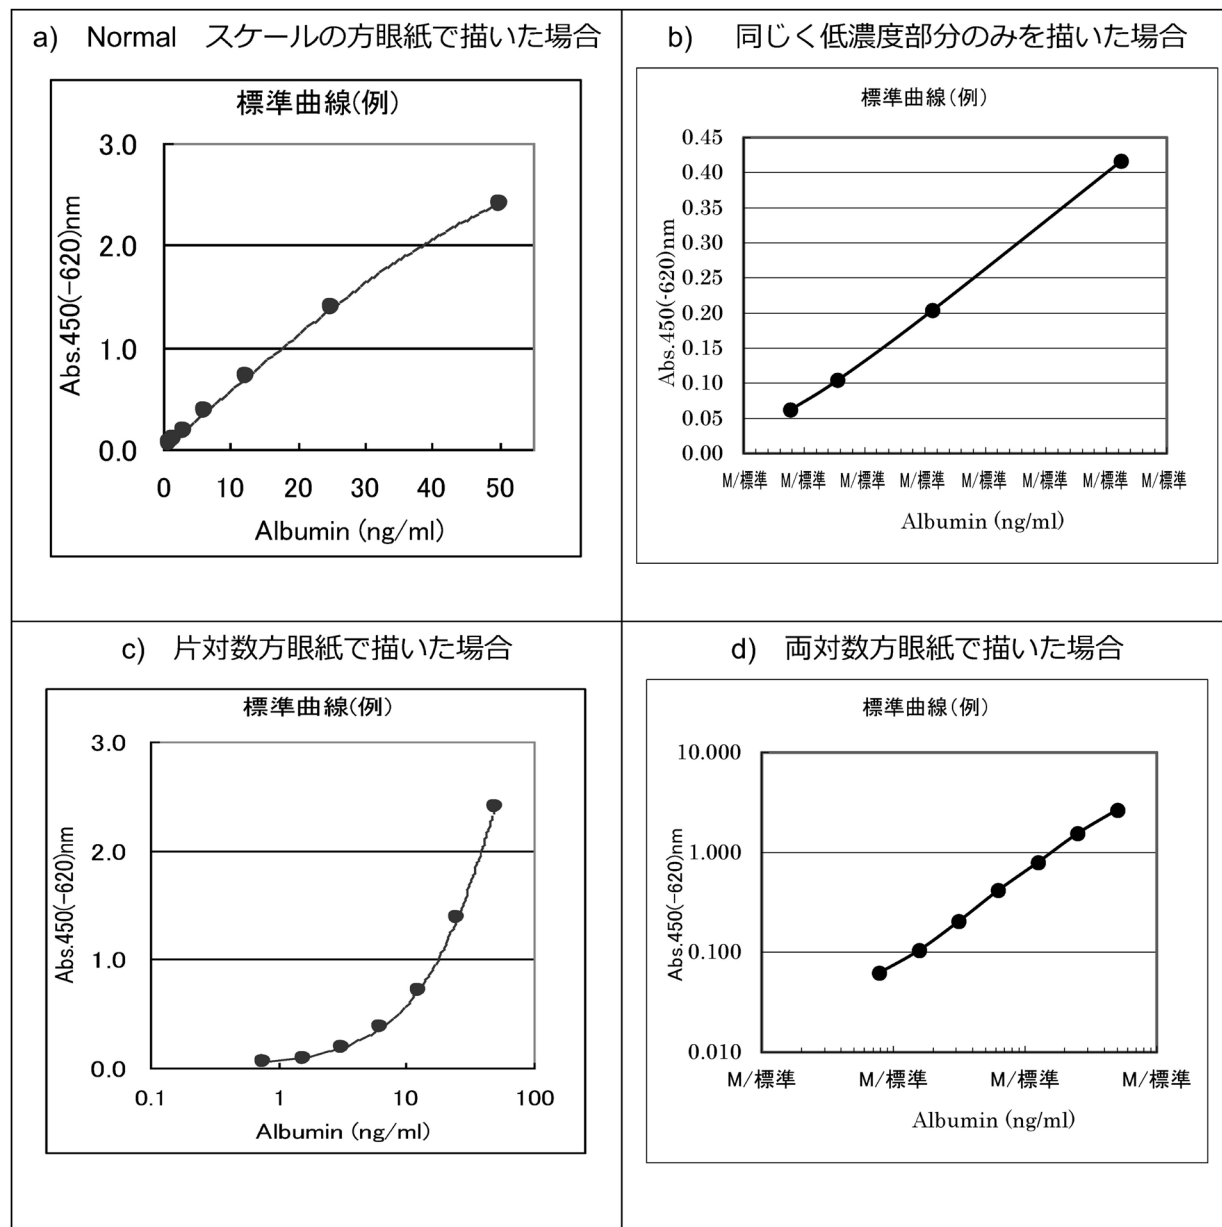 a) Normal スケールの方眼紙で描いた場合
標準曲線(例)
3.0
2.0
1.0
0.0
Abs.450(−620)nm
0 10 20 30 40 50
Albumin (ng/ml)
b) 同じく低濃度部分のみを描いた場合
標準曲線(例)
0.45
0.40
0.35
0.30
0.25
0.20
0.15
0.10
0.05
0.00
Abs.450(-620)nm
M/標準 M/標準 M/標準 M/標準 M/標準 M/標準 M/標準 M/標準
Albumin (ng/ml)
c) 片対数方眼紙で描いた場合
標準曲線(例)
3.0
2.0
1.0
0.0
Abs.450(−620)nm
0.1 1 10 100
Albumin (ng/ml)
d) 両対数方眼紙で描いた場合
標準曲線(例)
10.000
1.000
0.100
0.010
Abs.450(−620)nm
M/標準 M/標準 M/標準 M/標準
Albumin (ng/ml)